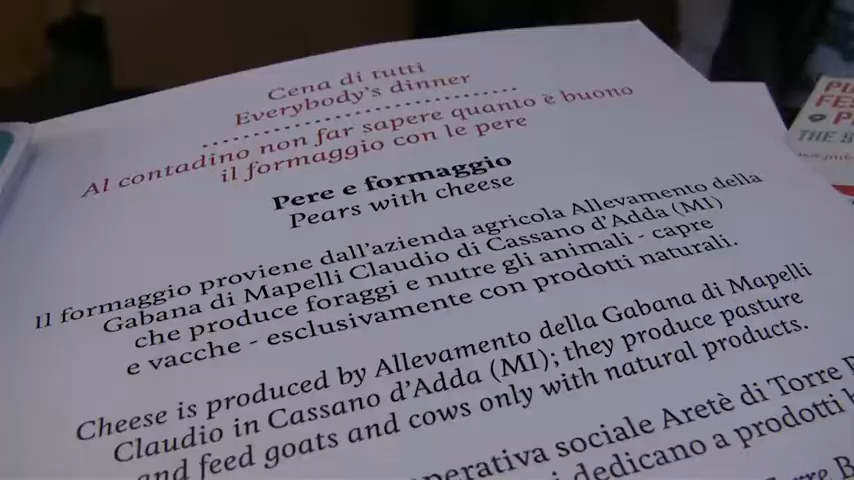 Cena di tutti
Everybody's dinner
Al contadino non far sapere quanto è buono
il formaggio con le pere
Pere e formaggio
Pears with cheese
Il formaggio proviene dall'azienda agricola Allevamento della
Gabana di Mapelli Claudio di Cassano d'Adda (MI)
che produce foraggi e nutre gli animali - capre
e vacche - esclusivamente con prodotti naturali.
Cheese is produced by Allevamento della Gabana di Mapelli
Claudio in Cassano d'Adda (MI); they produce pasture
and feed goats and cows only with natural products.
sociale Aretè di Torre
dedicano a prodotti
THE